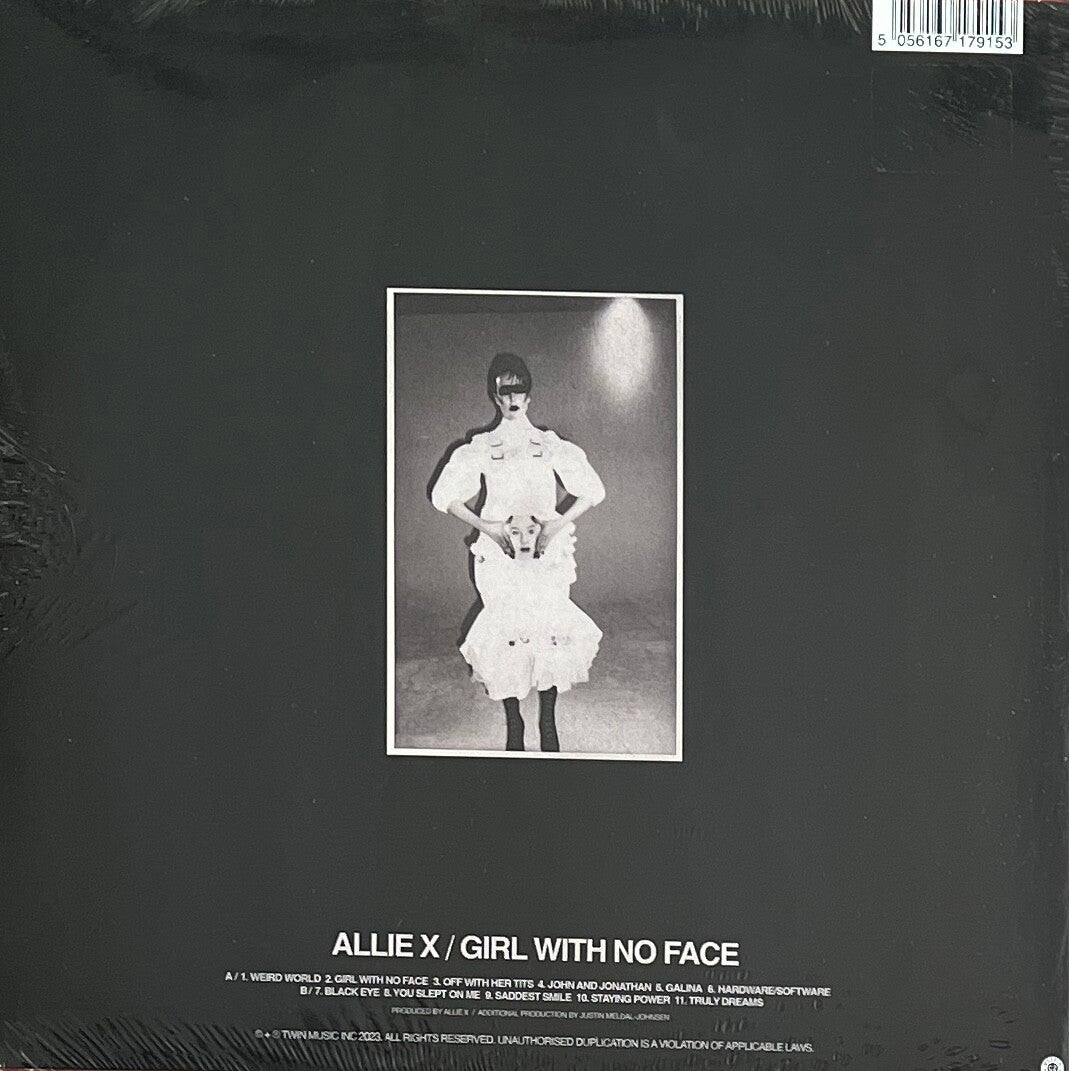 5 056167 179153
ALLIE X / GIRL WITH NO FACE
A / 1. WEIRD WORLD 2. GIRL WITH NO FACE 3. OFF WITH HER TITS 4. JOHN AND JONATHAN 5. GALINA 6. HARDWARE/SOFTWARE
B / 7. BLACK EYE 8. YOU SLEPT ON ME 9. SADDEST SMILE 10. STAYING POWER 11. TRULY DREAMS
PRODUCED BY ALLIE X / ADDITIONAL PRODUCTION BY JUSTIN MELDAL-JOHNSEN
© + ℗ TWIN MUSIC INC 2023. ALL RIGHTS RESERVED. UNAUTHORISED DUPLICATION IS A VIOLATION OF APPLICABLE LAWS.